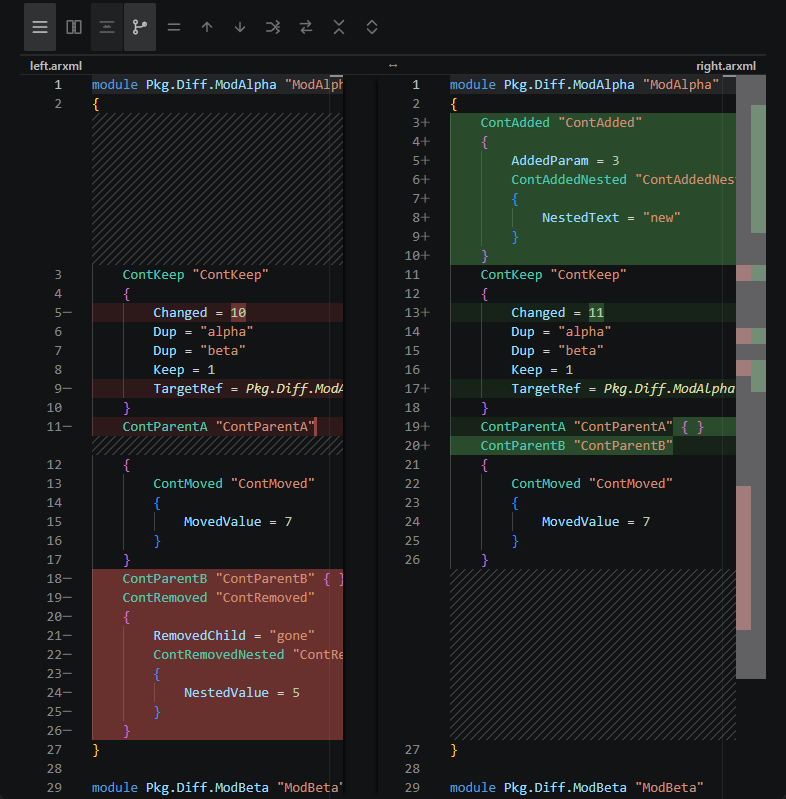 left.arxml ↔ right.arxml
1 module Pkg.Diff.ModAlpha "ModAlph
2 {
3 ContKeep "ContKeep"
4 {
5— Changed = 10
6 Dup = "alpha"
7 Dup = "beta"
8 Keep = 1
9— TargetRef = Pkg.Diff.ModA
10 }
11— ContParentA "ContParentA"
12 {
13 ContMoved "ContMoved"
14 {
15 MovedValue = 7
16 }
17 }
18— ContParentB "ContParentB" { }
19— ContRemoved "ContRemoved"
20— {
21— RemovedChild = "gone"
22— ContRemovedNested "ContRe
23— {
24— NestedValue = 5
25— }
26— }
27 }
28
29 module Pkg.Diff.ModBeta "ModBeta"
1 module Pkg.Diff.ModAlpha "ModAlpha"
2 {
3+ ContAdded "ContAdded"
4+ {
5+ AddedParam = 3
6+ ContAddedNested "ContAddedNes
7+ {
8+ NestedText = "new"
9+ }
10+ }
11 ContKeep "ContKeep"
12 {
13+ Changed = 11
14 Dup = "alpha"
15 Dup = "beta"
16 Keep = 1
17+ TargetRef = Pkg.Diff.ModAlpha
18 }
19+ ContParentA "ContParentA" { }
20+ ContParentB "ContParentB"
21 {
22 ContMoved "ContMoved"
23 {
24 MovedValue = 7
25 }
26 }
27 }
28
29 module Pkg.Diff.ModBeta "ModBeta"